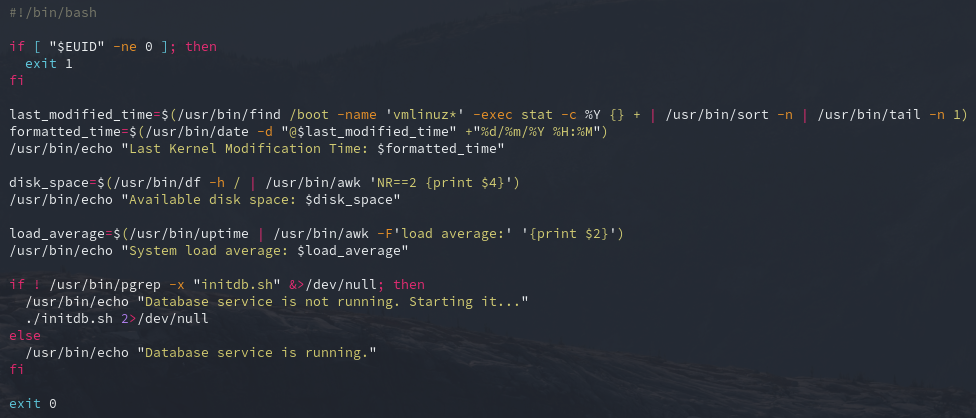 #!/bin/bash

if [ "$EUID" -ne 0 ]; then
  exit 1
fi

last_modified_time=$(/usr/bin/find /boot -name 'vmlinuz*' -exec stat -c %Y {} + | /usr/bin/sort -n | /usr/bin/tail -n 1)
formatted_time=$(/usr/bin/date -d "@$last_modified_time" +"%d/%m/%Y %H:%M")
/usr/bin/echo "Last Kernel Modification Time: $formatted_time"

disk_space=$(/usr/bin/df -h / | /usr/bin/awk 'NR==2 {print $4}')
/usr/bin/echo "Available disk space: $disk_space"

load_average=$(/usr/bin/uptime | /usr/bin/awk -F'load average:' '{print $2}')
/usr/bin/echo "System load average: $load_average"

if ! /usr/bin/pgrep -x "initdb.sh" &>/dev/null; then
  /usr/bin/echo "Database service is not running. Starting it..."
  ./initdb.sh 2>/dev/null
else
  /usr/bin/echo "Database service is running."
fi

exit 0